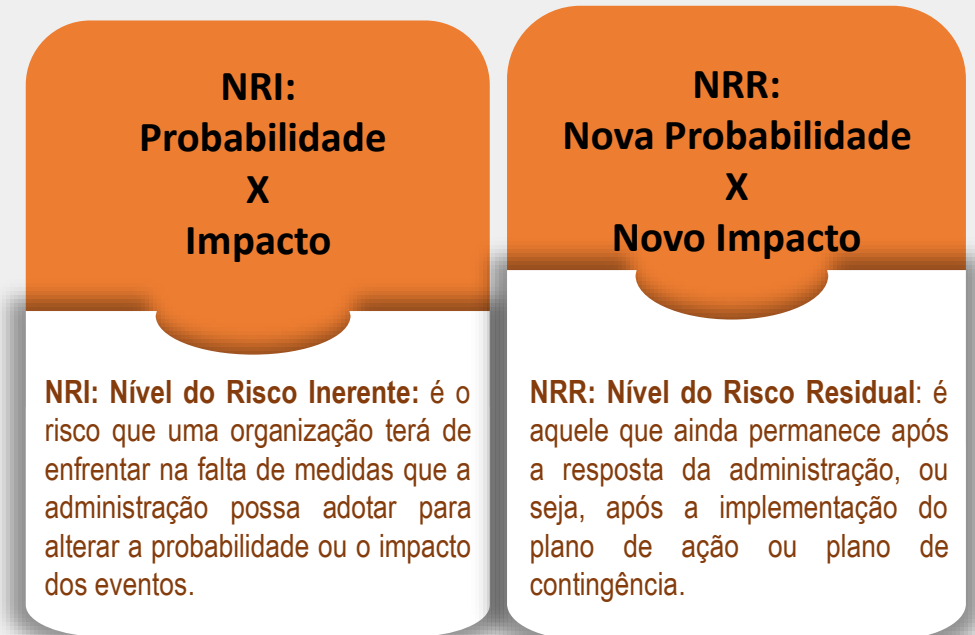 NRI:
Probabilidade
X
Impacto
NRI: Nível do Risco Inerente: é o
risco que uma organização terá de
enfrentar na falta de medidas que a
administração possa adotar para
alterar a probabilidade ou o impacto
dos eventos.
NRR:
Nova Probabilidade
X
Novo Impacto
NRR: Nível do Risco Residual: é
aquele que ainda permanece após
a resposta da administração, ou
seja, após a implementação do
plano de ação ou plano de
contingência.